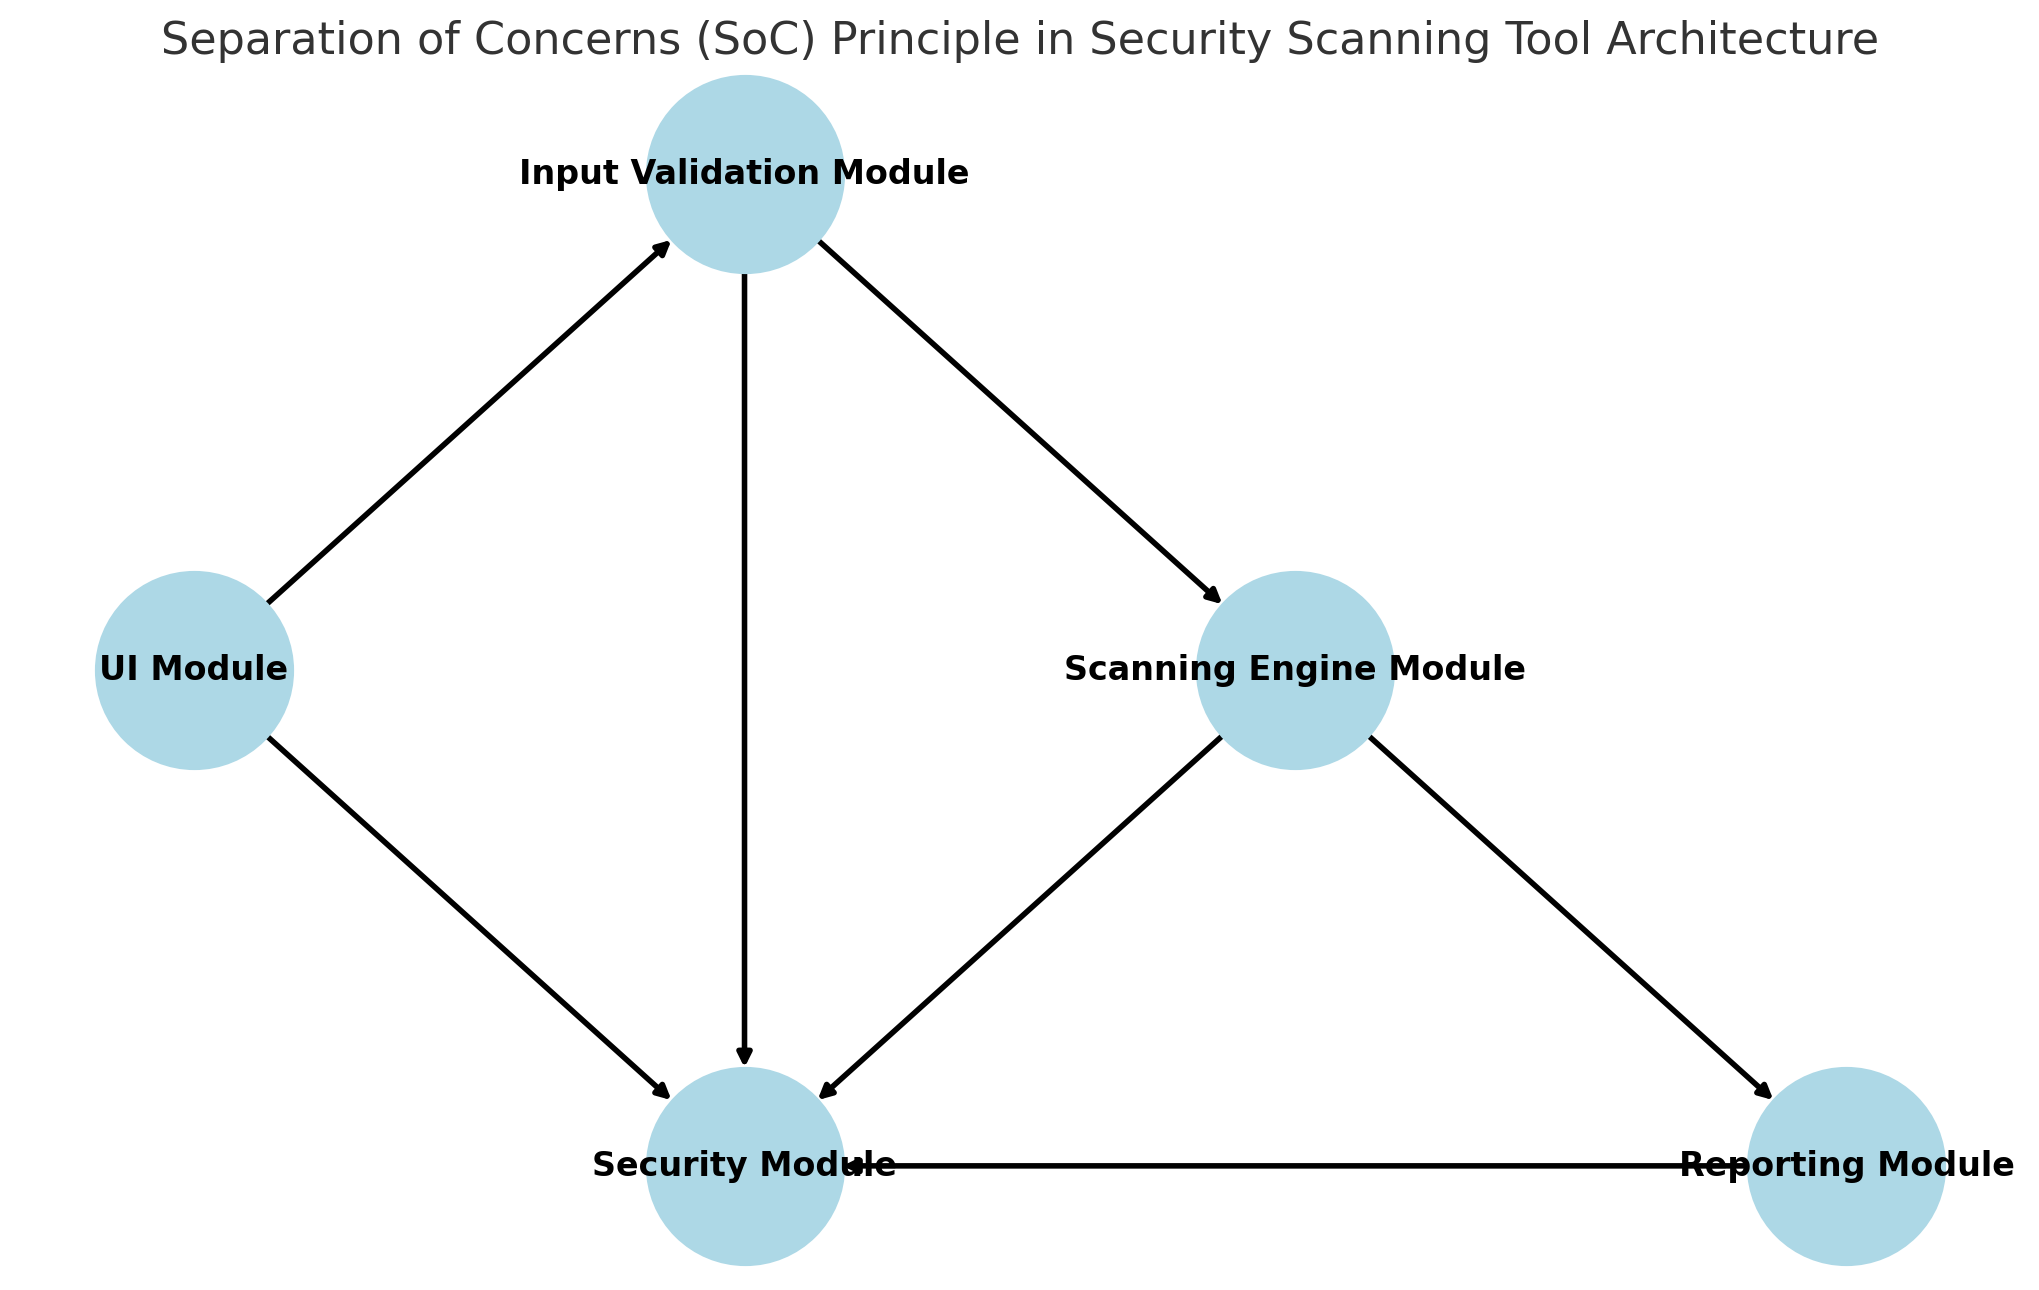 Separation of Concerns (SoC) Principle in Security Scanning Tool Architecture
Input Validation Module
UI Module
Scanning Engine Module
Security Module
Reporting Module